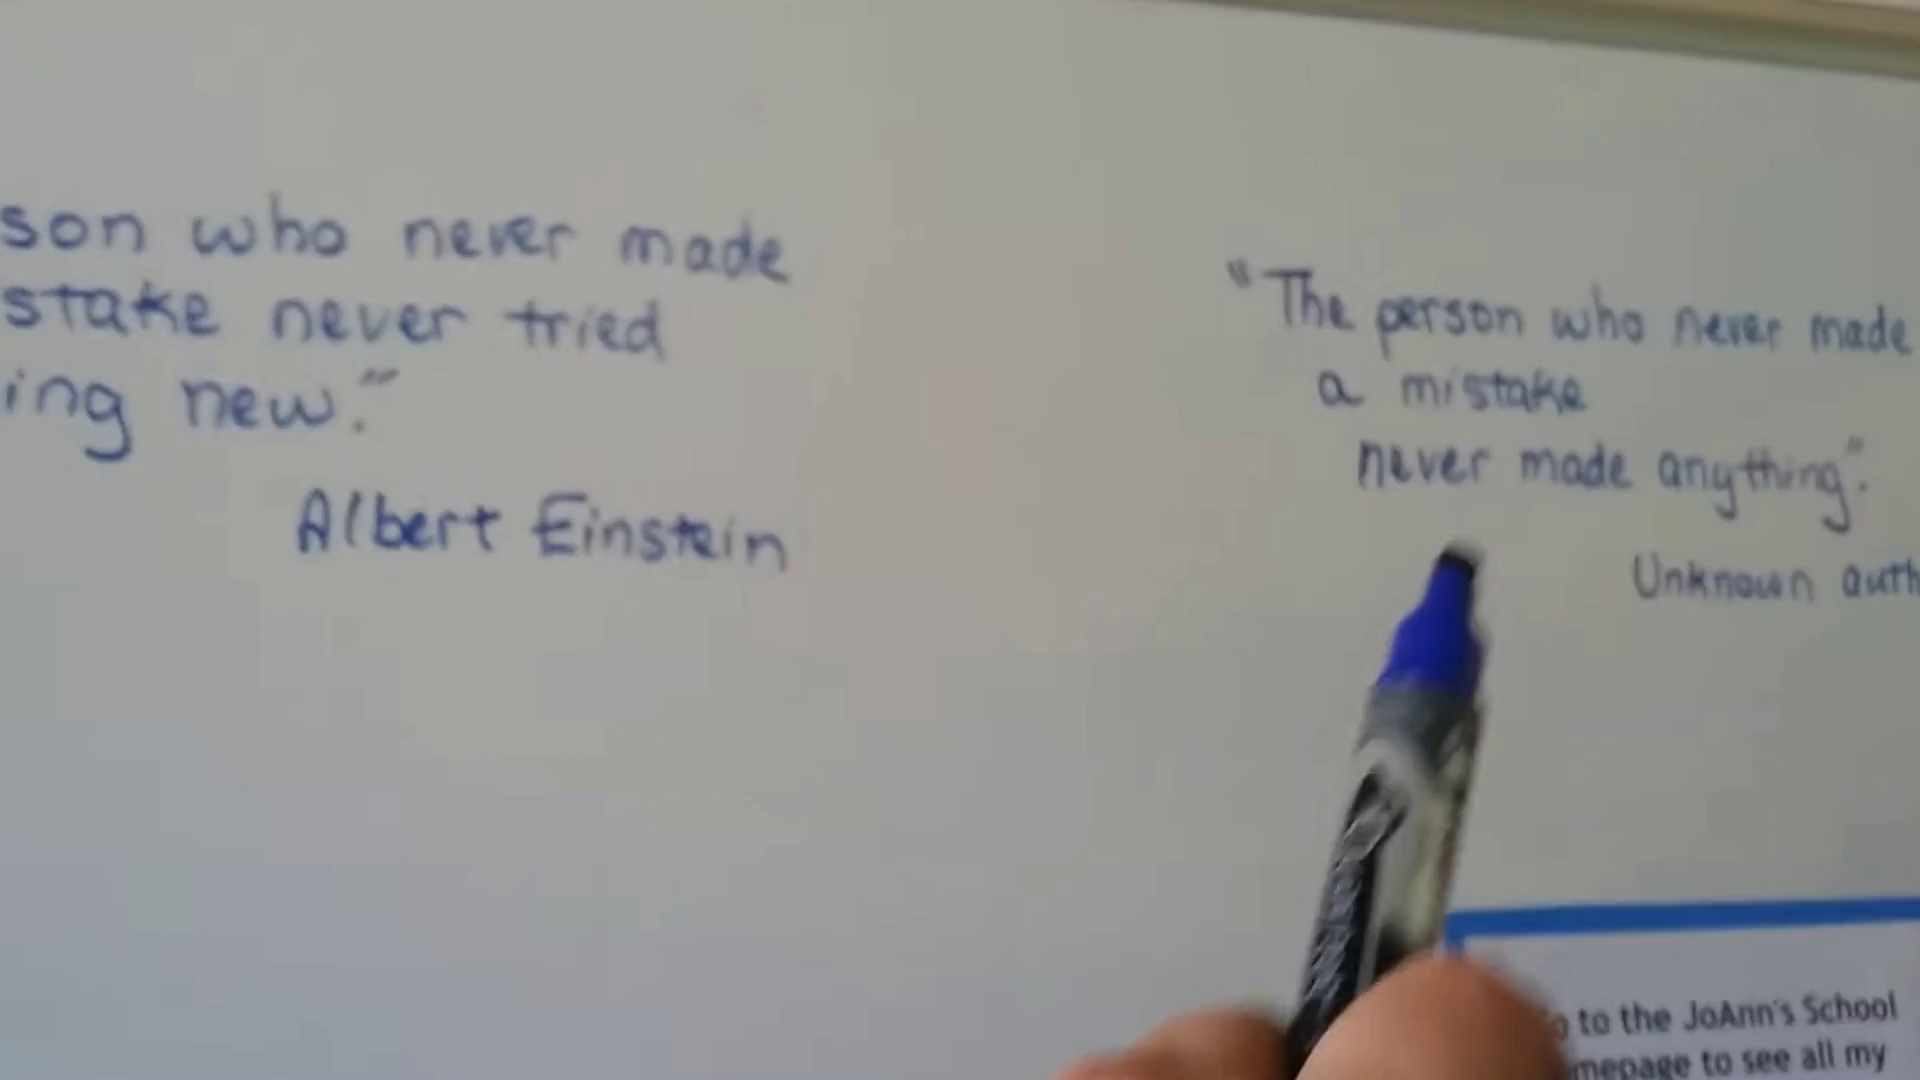 son who never made
stake never tried
ing new."
Albert Einstein
"The person who never made
a mistake
never made anything".
Unknown auth
to the JoAnn's School
mepage to see all my